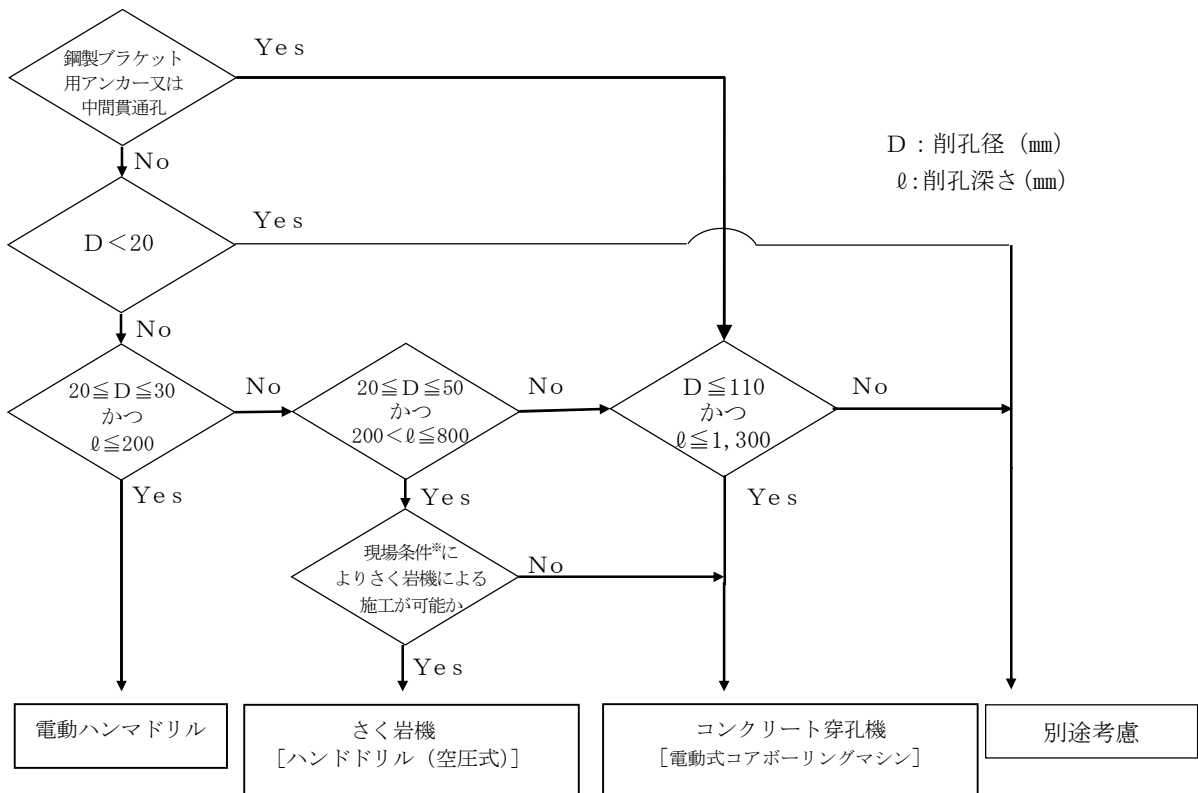 鋼製ブラケット
用アンカー又は
中間貫通孔
Yes
No
D：削孔径（㎜）
ℓ：削孔深さ（㎜）
D＜20
Yes
No
20≦D≦30
かつ
ℓ≦200
No
Yes
20≦D≦50
かつ
200＜ℓ≦800
No
Yes
D≦110
かつ
ℓ≦1,300
No
Yes
現場条件※に
よりさく岩機による
施工が可能か
No
Yes
電動ハンマドリル
さく岩機
［ハンドドリル（空圧式）］
コンクリート穿孔機
［電動式コアボーリングマシン］
別途考慮